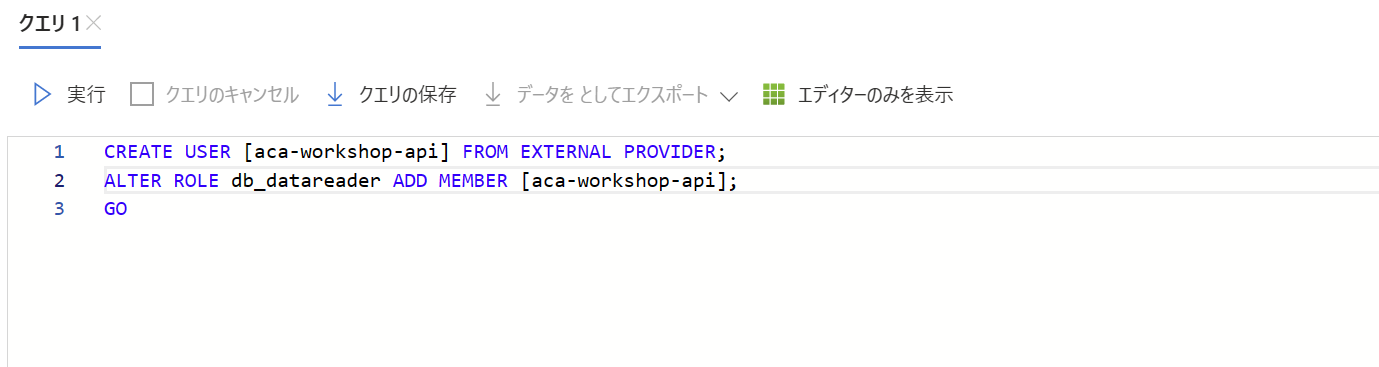 クエリ 1
実行 クエリのキャンセル クエリの保存 データを としてエクスポート エディターのみを表示
1 CREATE USER [aca-workshop-api] FROM EXTERNAL PROVIDER;
2 ALTER ROLE db_datareader ADD MEMBER [aca-workshop-api];
3 GO